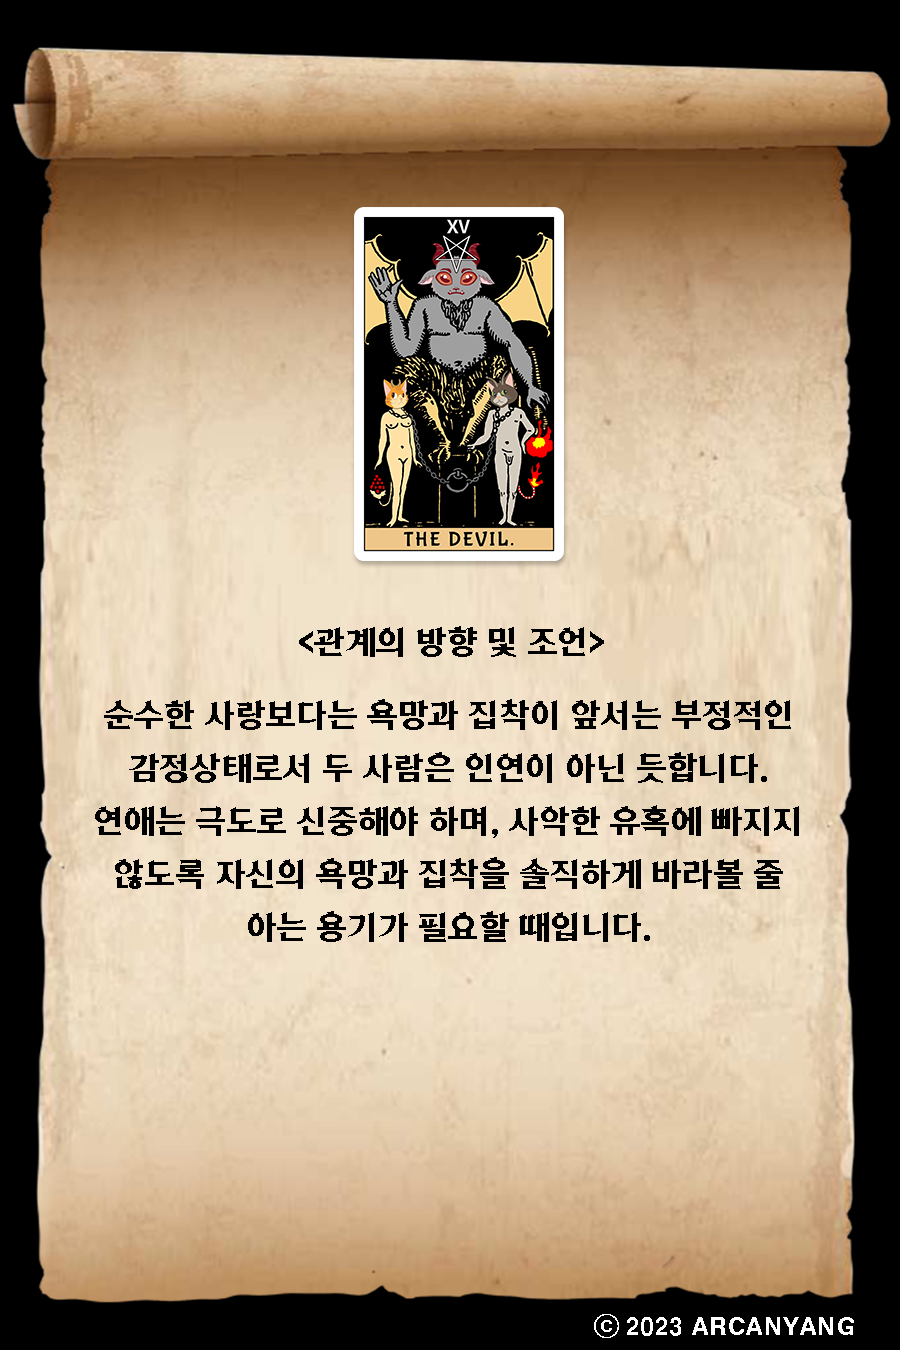 XV
THE DEVIL.
<관계의 방향 및 조언>
순수한 사랑보다는 욕망과 집착이 앞서는 부정적인
감정상태로서 두 사람은 인연이 아닌 듯합니다.
연애는 극도로 신중해야 하며, 사악한 유혹에 빠지지
않도록 자신의 욕망과 집착을 솔직하게 바라볼 줄
아는 용기가 필요할 때입니다.
ⓒ 2023 ARCANYANG